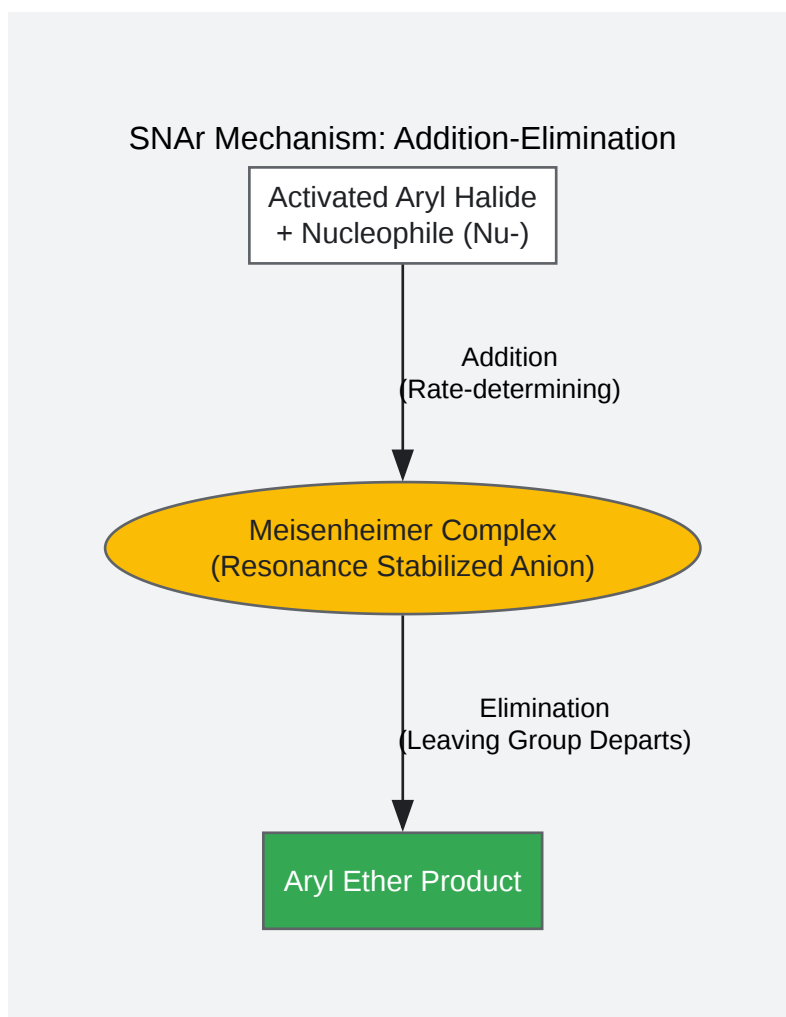 SNAr Mechanism: Addition-Elimination
Activated Aryl Halide
+ Nucleophile (Nu-)
Addition
(Rate-determining)
Meisenheimer Complex
(Resonance Stabilized Anion)
Elimination
(Leaving Group Departs)
Aryl Ether Product